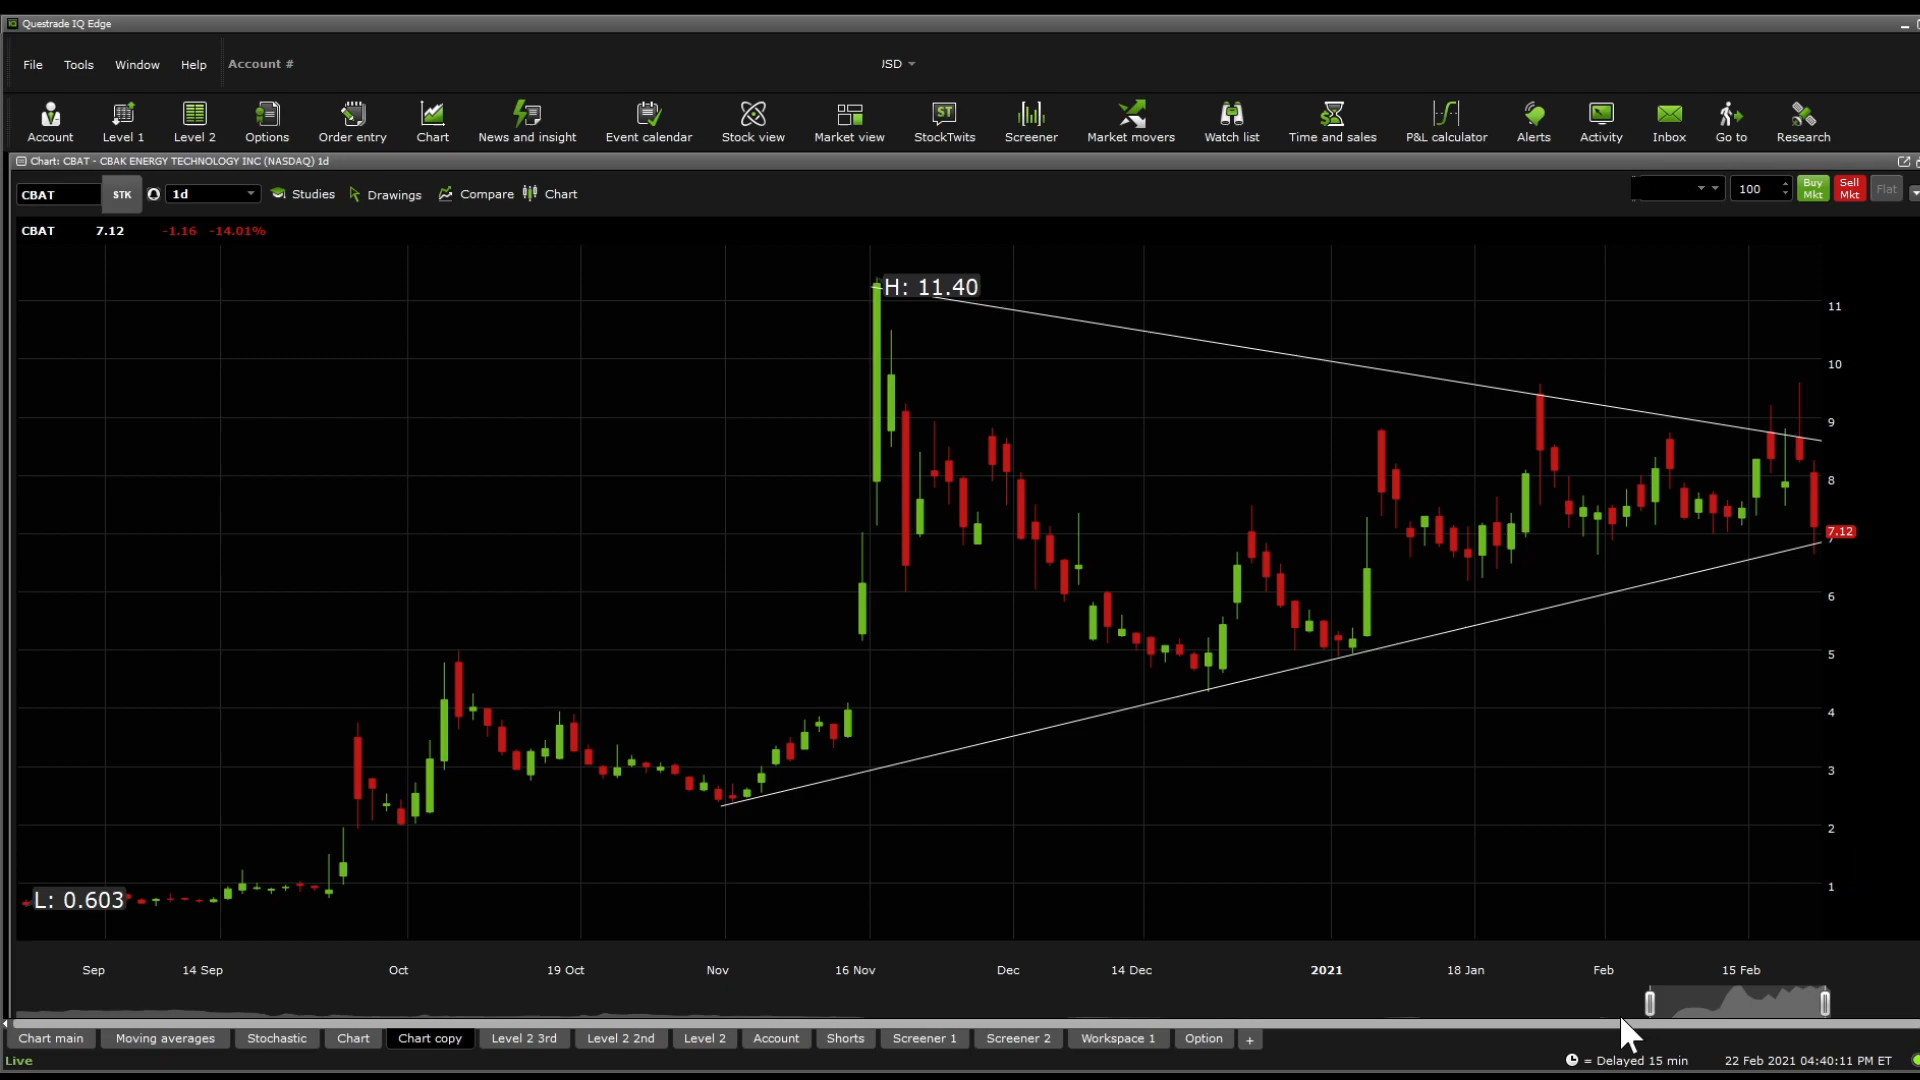 Questrade IQ Edge
File Tools Window Help Account # JSD
Account Level 1 Level 2 Options Order entry Chart News and insight Event calendar Stock view Market view StockTwits Screener Market movers Watch list Time and sales P&L calculator Alerts Activity Inbox Go to Research
Chart: CBAT - CBAK ENERGY TECHNOLOGY INC (NASDAQ) 1d
CBAT STK 1d Studies Drawings Compare Chart 100 Buy Mkt Sell Mkt Flat
CBAT 7.12 -1.16 -14.01%
H: 11.40
11
10
9
8
7.12
6
5
4
3
2
1
L: 0.603
Sep 14 Sep Oct 19 Oct Nov 16 Nov Dec 14 Dec 2021 18 Jan Feb 15 Feb
Chart main Moving averages Stochastic Chart Chart copy Level 2 3rd Level 2 2nd Level 2 Account Shorts Screener 1 Screener 2 Workspace 1 Option +
Live = Delayed 15 min 22 Feb 2021 04:40:11 PM ET